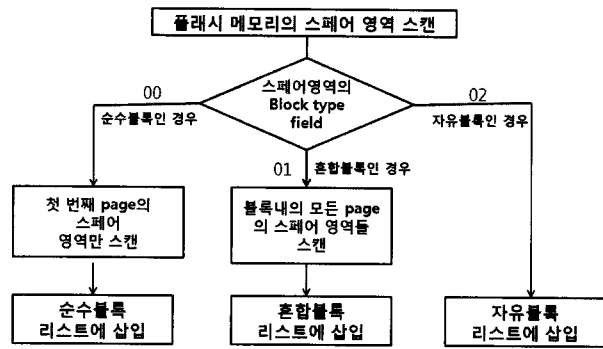 플래시 메모리의 스페어 영역 스캔
스페어영역의
Block type
field
00
순수블록인 경우
02
자유블록인 경우
01
혼합블록인 경우
첫 번째 page의
스페어
영역만 스캔
블록내의 모든 page
의 스페어 영역들
스캔
순수블록
리스트에 삽입
혼합블록
리스트에 삽입
자유블록
리스트에 삽입